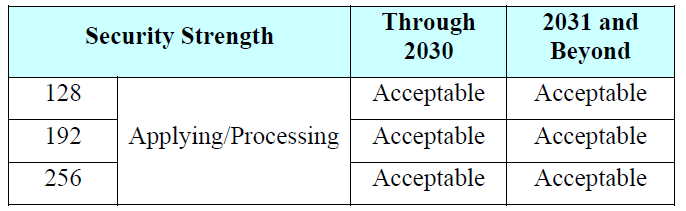 Security Strength
Through
2030
2031 and
Beyond
128
Applying/Processing
Acceptable
Acceptable
192
Acceptable
Acceptable
256
Acceptable
Acceptable